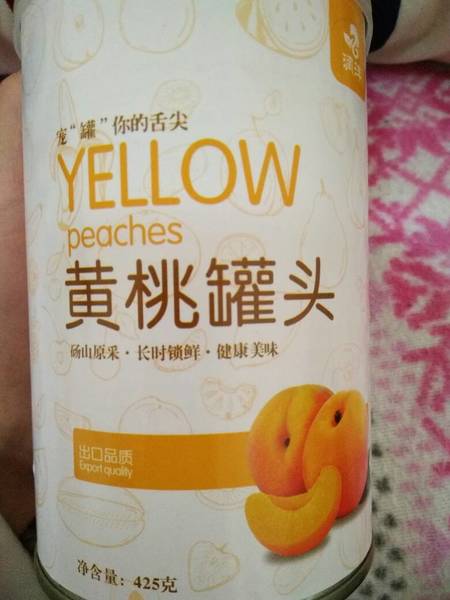 宠“罐”你的舌尖
YELLOW
peaches
黄桃罐头
砀山原采·长时锁鲜·健康美味
出口品质
Export quality
净含量：425克